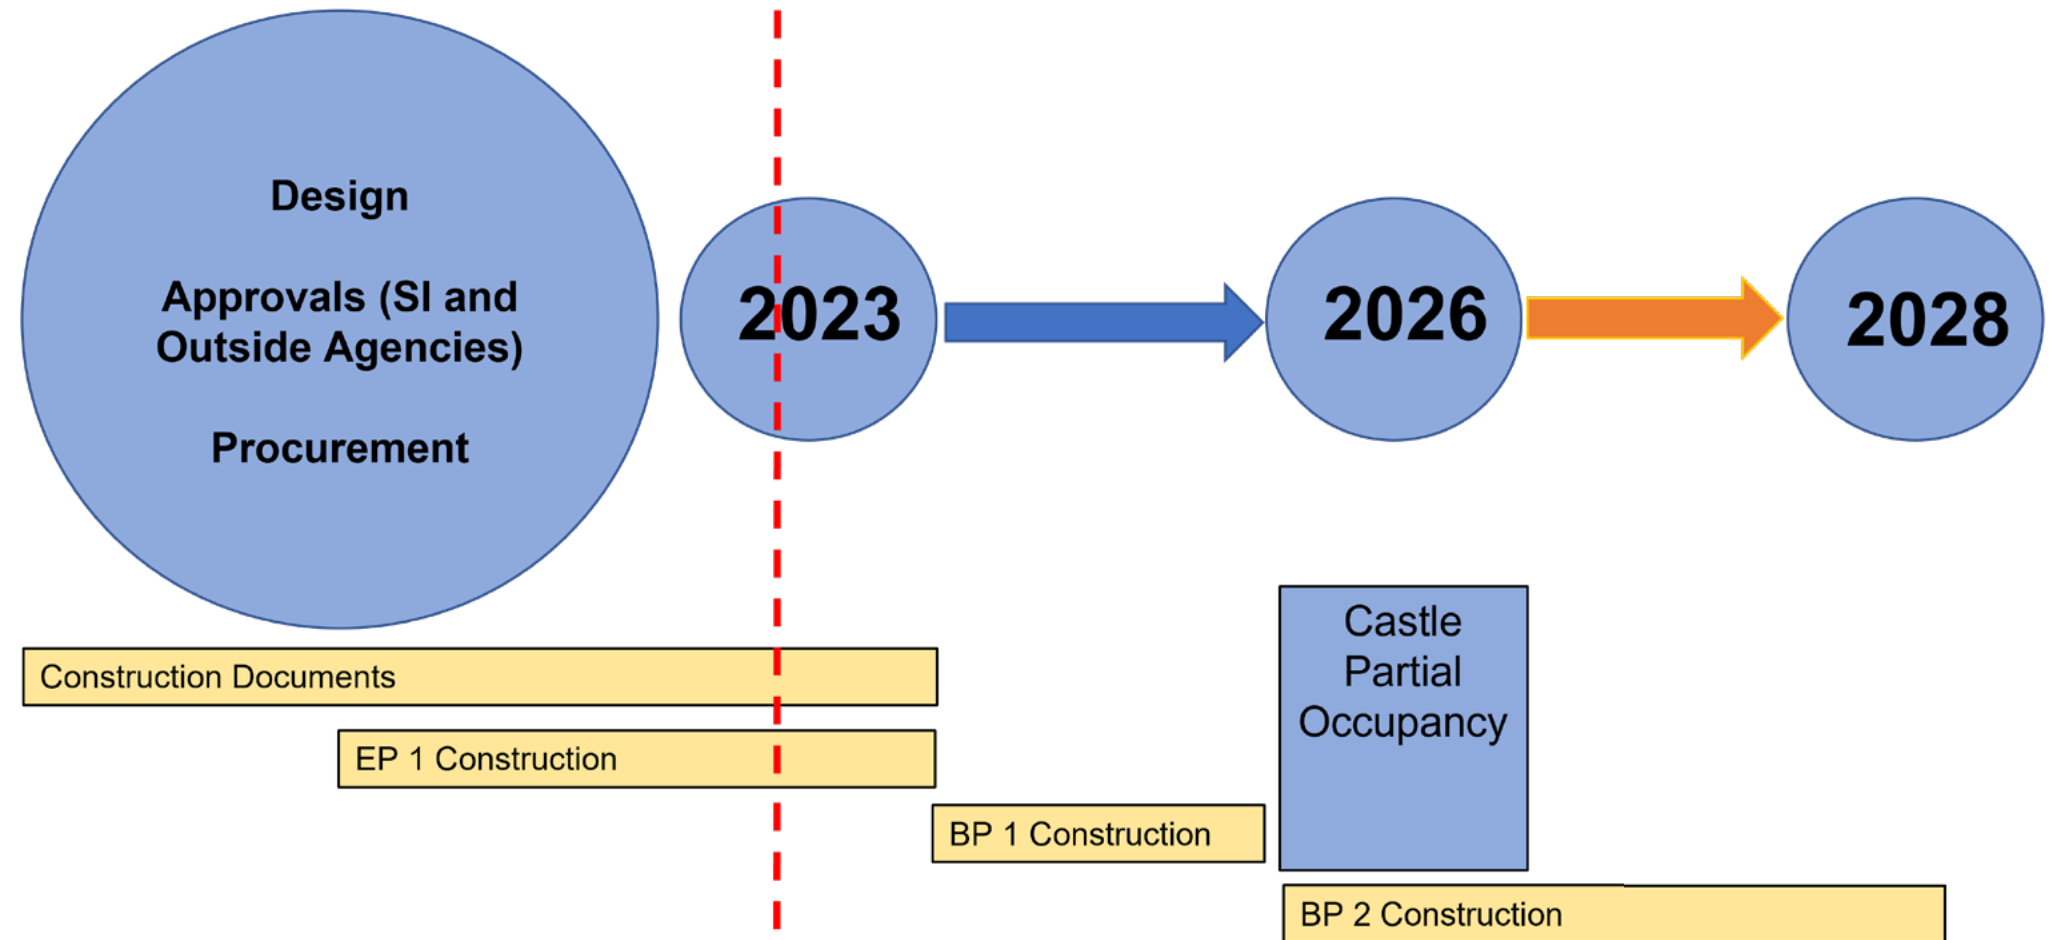 Design
Approvals (SI and
Outside Agencies)
Procurement
2023
2026
2028
Construction Documents
EP 1 Construction
BP 1 Construction
Castle
Partial
Occupancy
BP 2 Construction